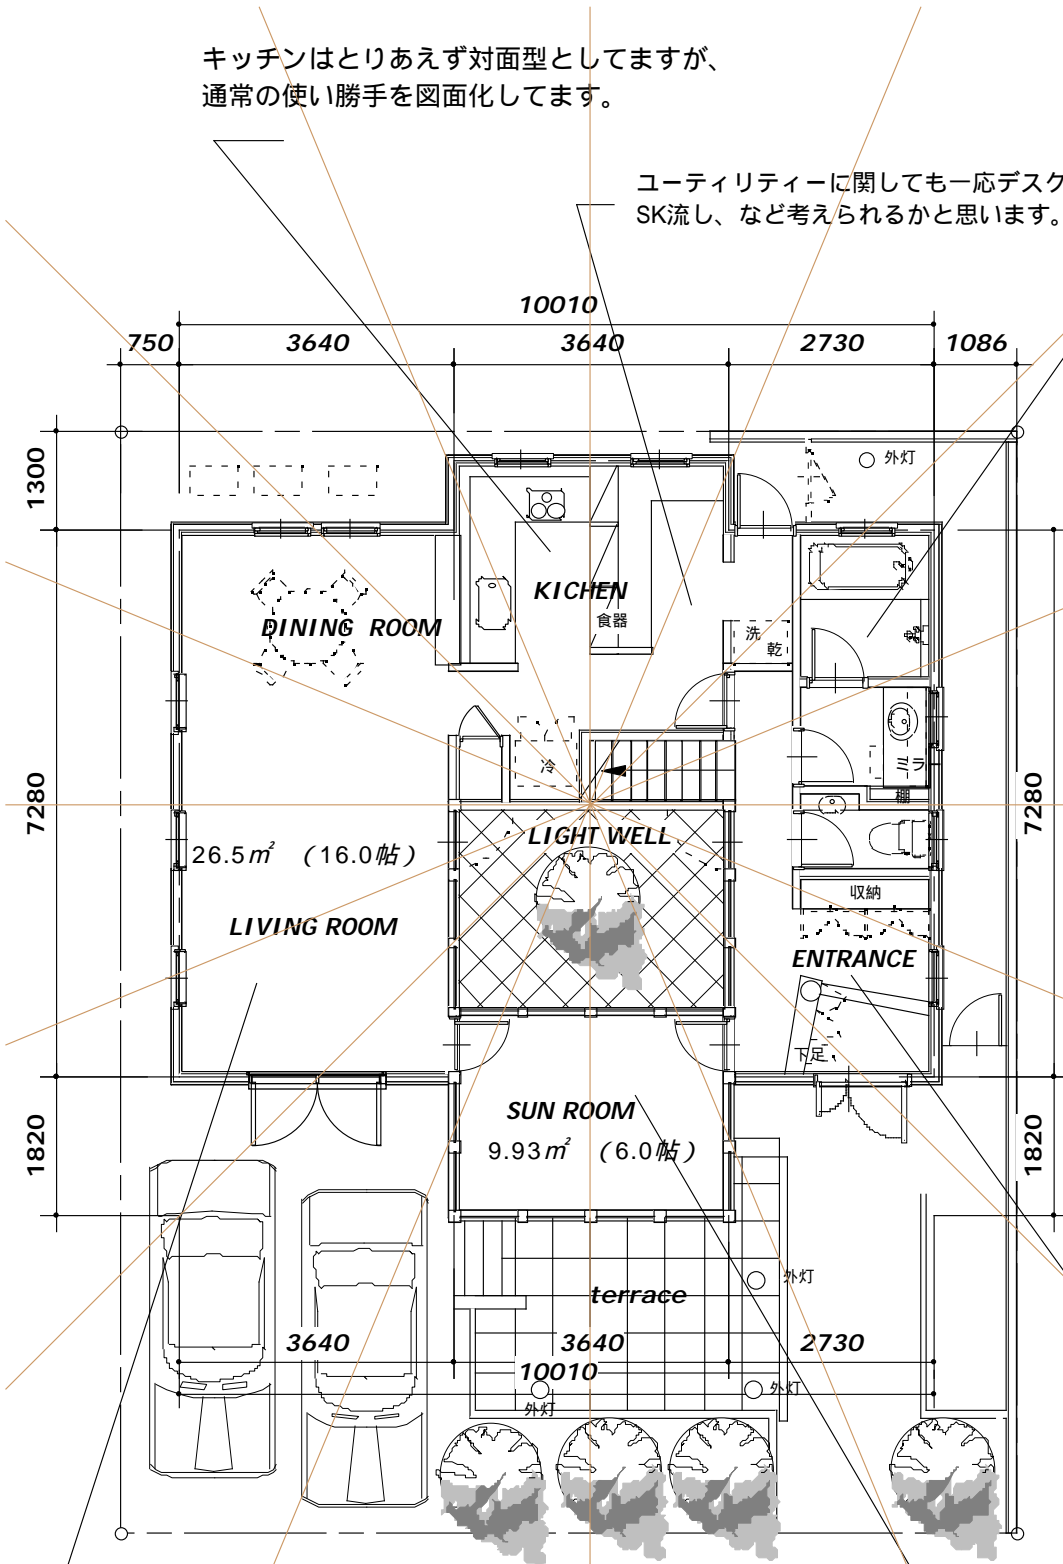 キッチンはとりあえず対面型としてますが、
通常の使い勝手を図面化してます。
ユーティリティーに関しても一応デスク
SK流し、など考えられるかと思います。
10010
750 3640 3640 2730 1086
1300
外灯
KICHEN
食器
DINING ROOM
洗
乾
冷
ミラ
棚
7280
7280
LIGHT WELL
26.5㎡ （16.0帖）
収納
LIVING ROOM
ENTRANCE
下足
SUN ROOM
9.93㎡ （6.0帖）
1820
1820
外灯
terrace
3640 3640 2730
10010
外灯
外灯